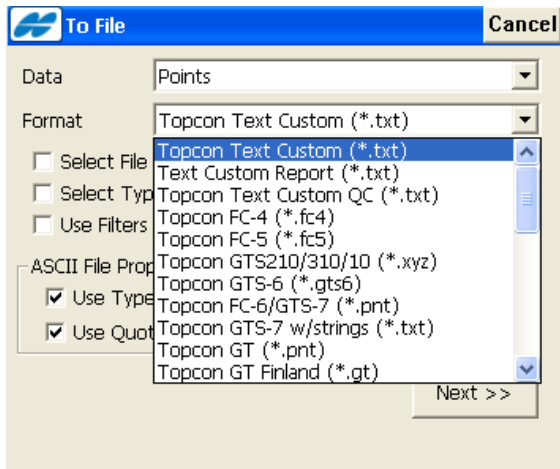 To File
Cancel
Data
Points
Format
Topcon Text Custom (*.txt)
Topcon Text Custom (*.txt)
Text Custom Report (*.txt)
Topcon Text Custom QC (*.txt)
Topcon FC-4 (*.fc4)
Topcon FC-5 (*.fc5)
Topcon GTS210/310/10 (*.xyz)
Topcon GTS-6 (*.gts6)
Topcon FC-6/GTS-7 (*.pnt)
Topcon GTS-7 w/strings (*.txt)
Topcon GT (*.pnt)
Topcon GT Finland (*.gt)
Select File
Select Typ
Use Filters
ASCII File Prop
Use Type
Use Quot
Next >>